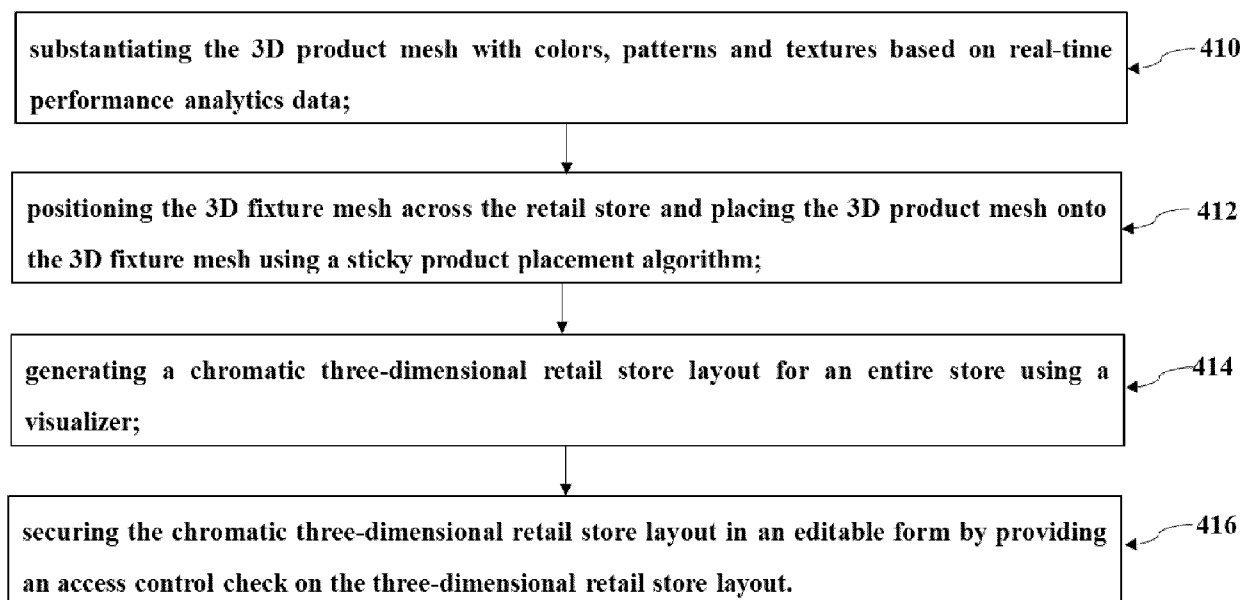 substantiating the 3D product mesh with colors, patterns and textures based on real-time
performance analytics data;
410
positioning the 3D fixture mesh across the retail store and placing the 3D product mesh onto
the 3D fixture mesh using a sticky product placement algorithm;
412
generating a chromatic three-dimensional retail store layout for an entire store using a
visualizer;
414
securing the chromatic three-dimensional retail store layout in an editable form by providing
an access control check on the three-dimensional retail store layout.
416